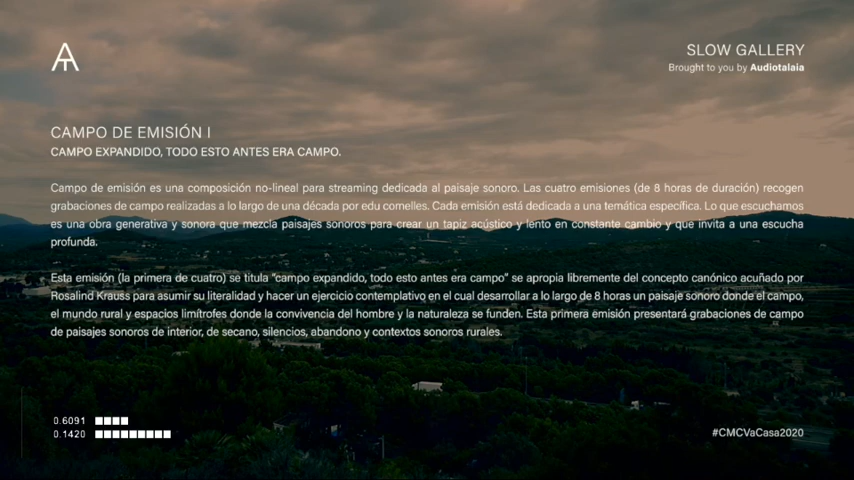 SLOW GALLERY
Brought to you by Audiotalaia
CAMPO DE EMISIÓN I
CAMPO EXPANDIDO, TODO ESTO ANTES ERA CAMPO.
Campo de emisión es una composición no-lineal para streaming dedicada al paisaje sonoro. Las cuatro emisiones (de 8 horas de duración) recogen
grabaciones de campo realizadas a lo largo de una década por edu comelles. Cada emisión está dedicada a una temática específica. Lo que escuchamos
es una obra generativa y sonora que mezcla paisajes sonoros para crear un tapiz acústico y lento en constante cambio y que invita a una escucha
profunda.
Esta emisión (la primera de cuatro) se titula "campo expandido, todo esto antes era campo" se apropia libremente del concepto canónico acuñado por
Rosalind Krauss para asumir su literalidad y hacer un ejercicio contemplativo en el cual desarrollar a lo largo de 8 horas un paisaje sonoro donde el campo,
el mundo rural y espacios limítrofes donde la convivencia del hombre y la naturaleza se funden. Esta primera emisión presentará grabaciones de campo
de paisajes sonoros de interior, de secano, silencios, abandono y contextos sonoros rurales.
0.6091
0.1420
#CMCVaCasa2020